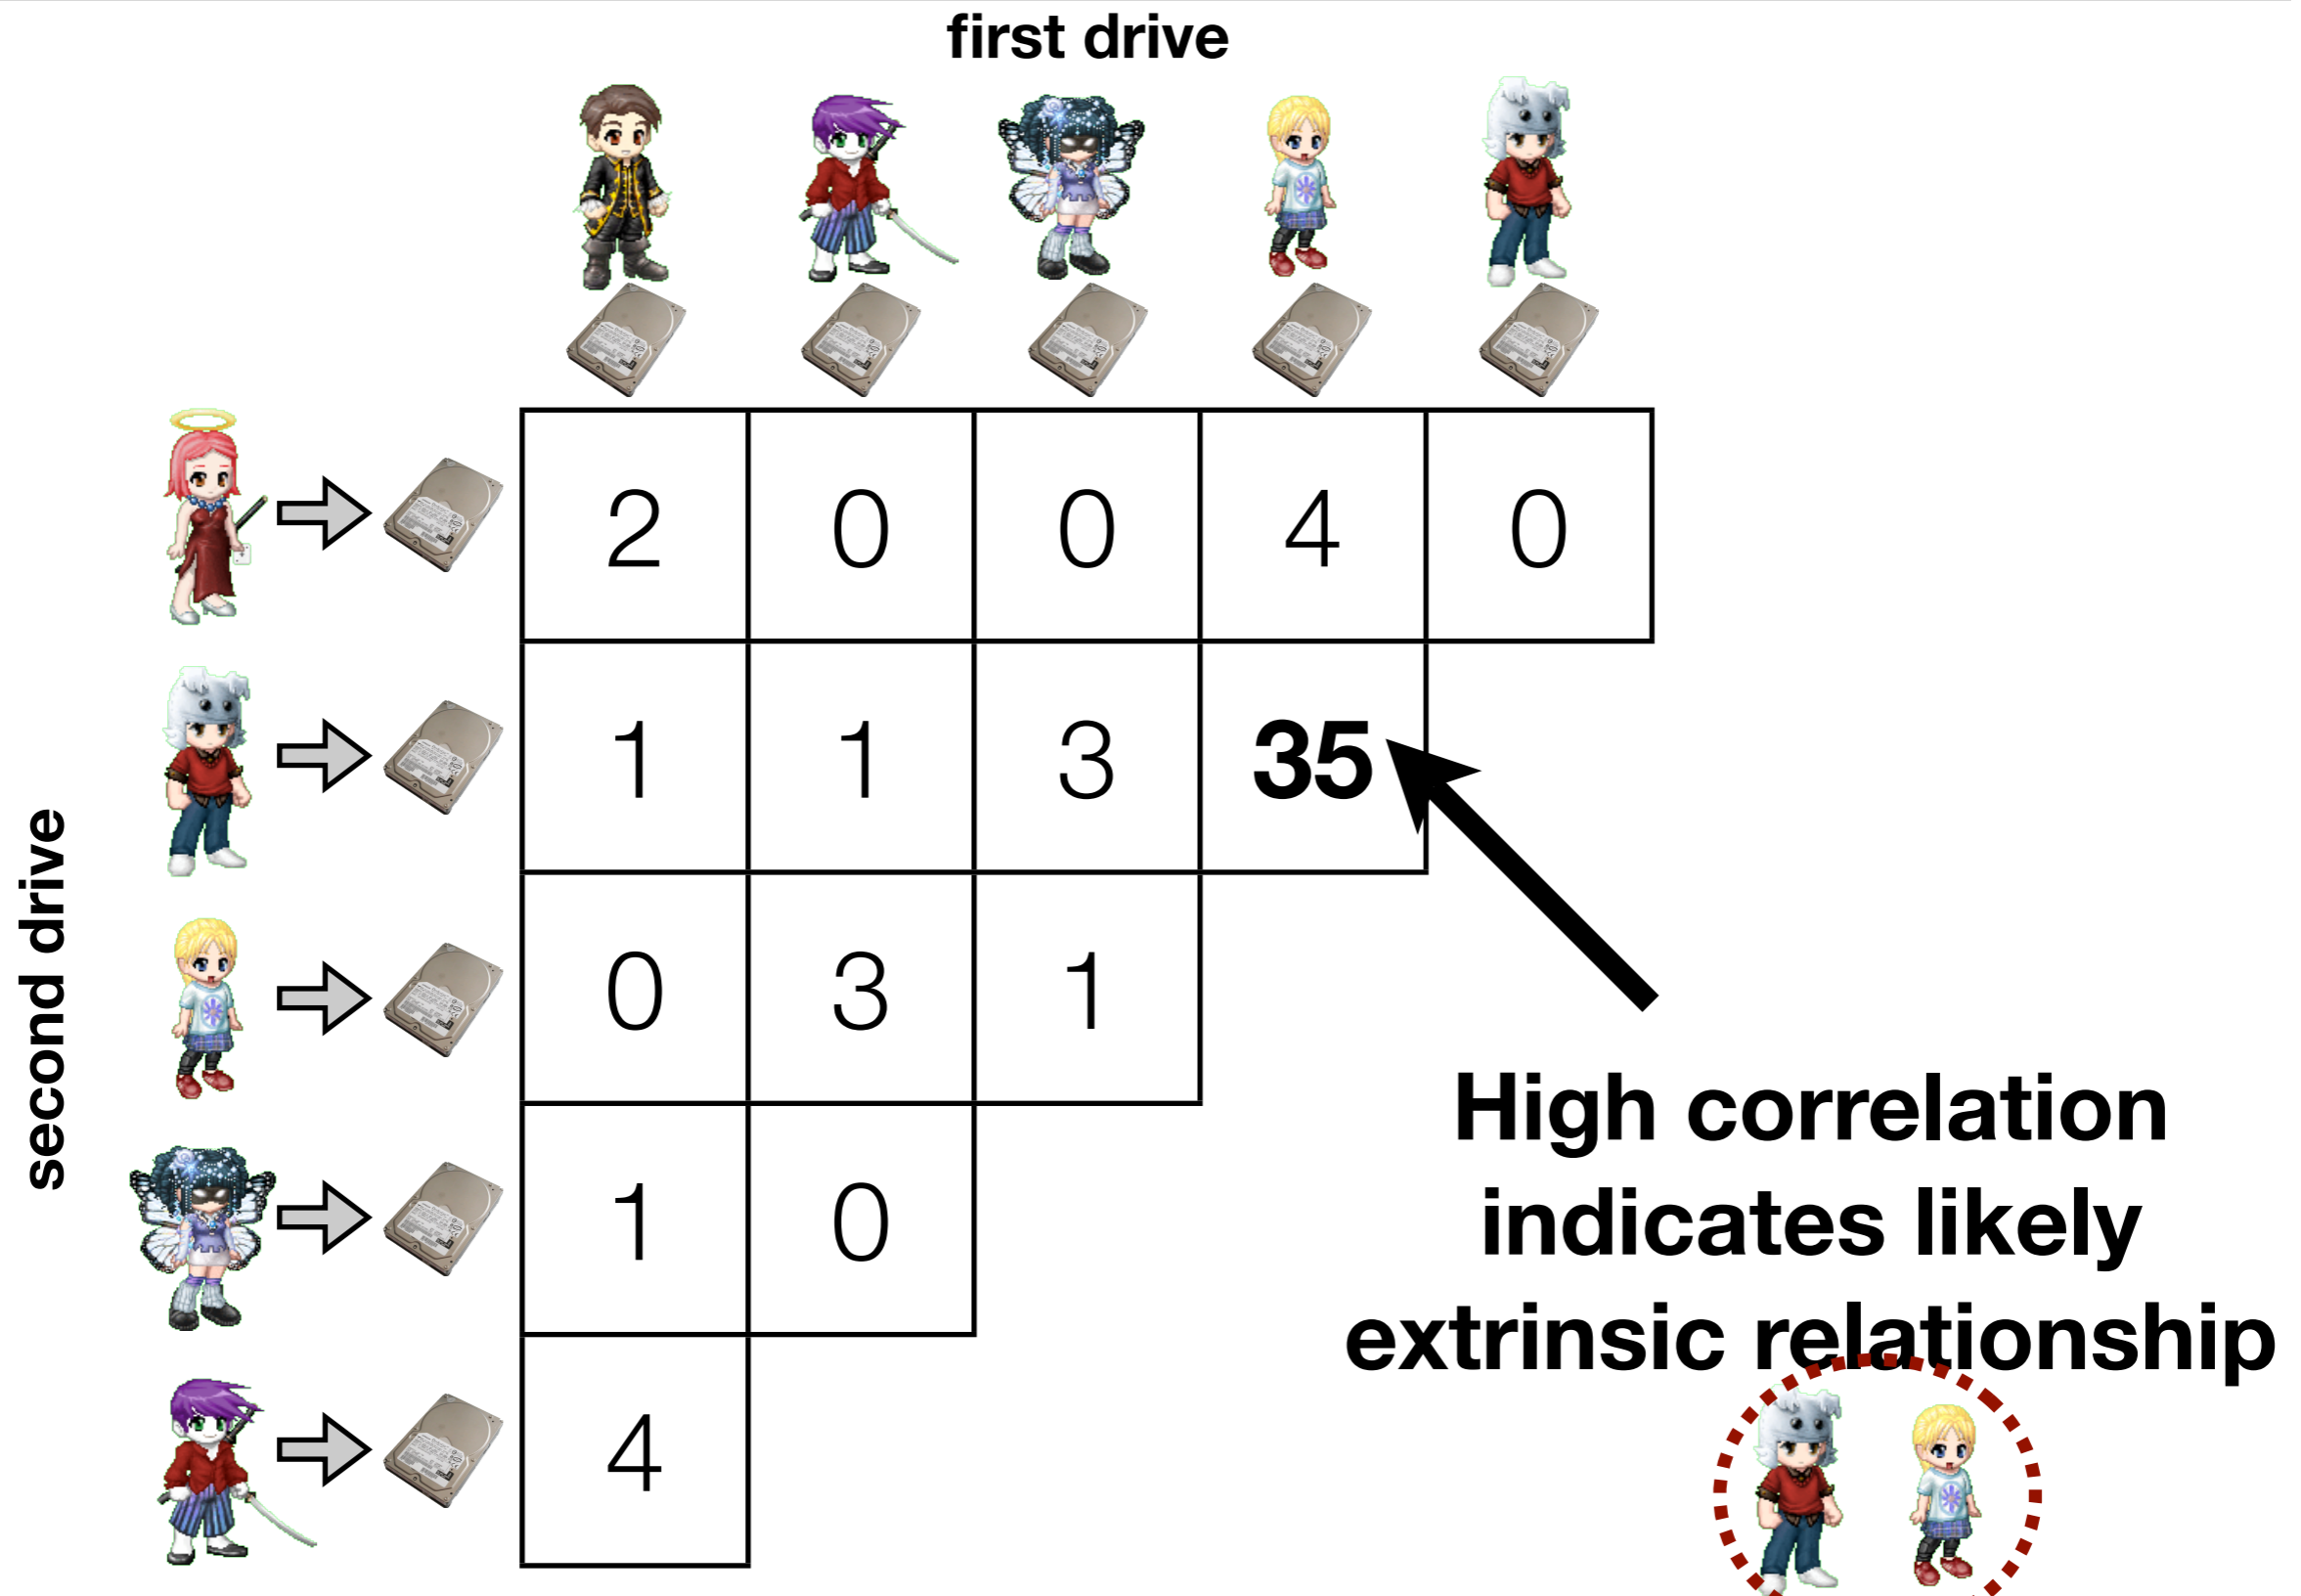 first drive
second drive
2 0 0 4 0
1 1 3 35
0 3 1
1 0
4
High correlation
indicates likely
extrinsic relationship